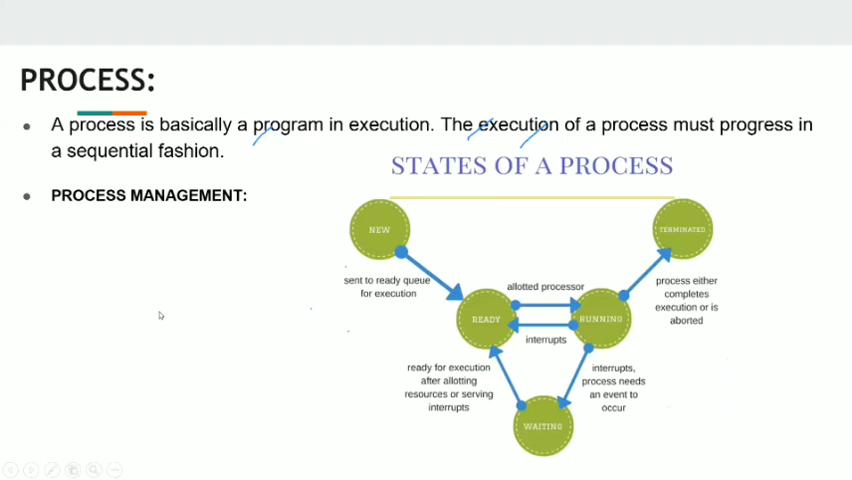 PROCESS:
● A process is basically a program in execution. The execution of a process must progress in
a sequential fashion.
STATES OF A PROCESS
● PROCESS MANAGEMENT:
NEW
TERMINATED
sent to ready queue
for execution
allotted processor
process either
completes
execution or is
aborted
READY
RUNNING
interrupts
ready for execution
after allotting
resources or serving
interrupts
interrupts,
process needs
an event to
occur
WAITING